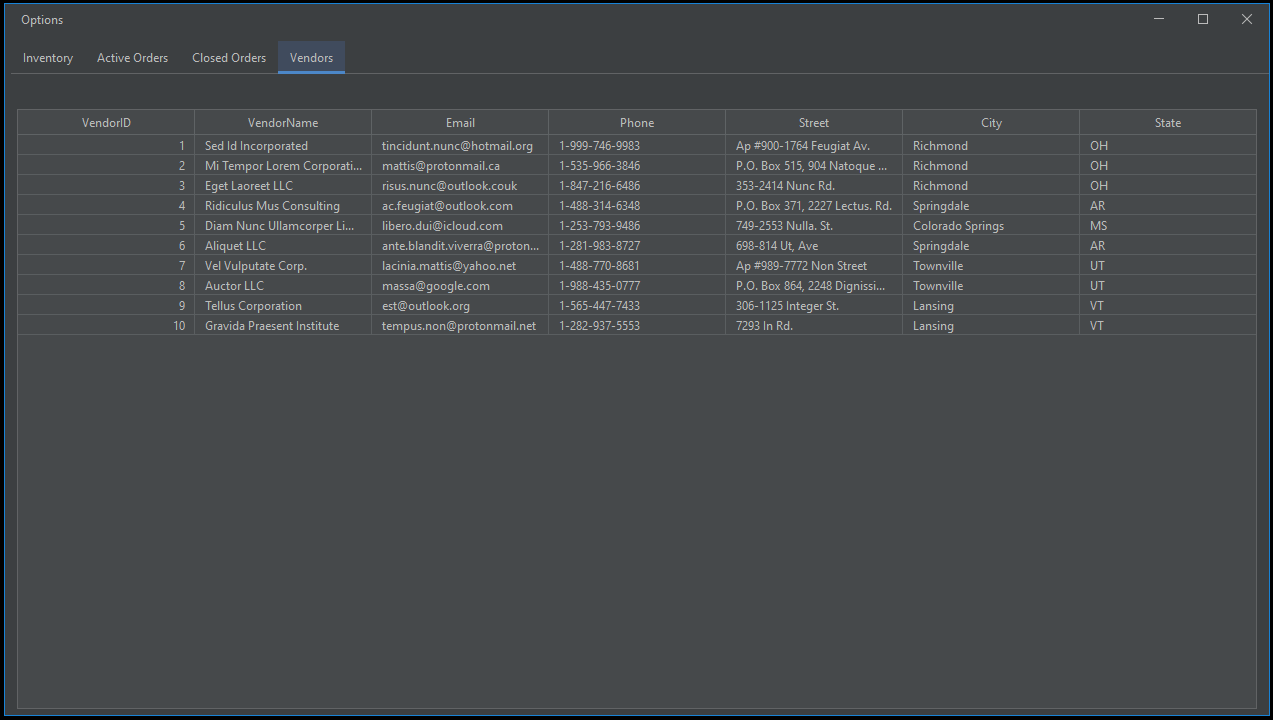 Options
Inventory Active Orders Closed Orders Vendors
VendorID VendorName Email Phone Street City State
1 Sed Id Incorporated tincidunt.nunc@hotmail.org 1-999-746-9983 Ap #900-1764 Feugiat Av. Richmond OH
2 Mi Tempor Lorem Corporati... mattis@protonmail.ca 1-535-966-3846 P.O. Box 515, 904 Natoque ... Richmond OH
3 Eget Laoreet LLC risus.nunc@outlook.couk 1-847-216-6486 353-2414 Nunc Rd. Richmond OH
4 Ridiculus Mus Consulting ac.feugiat@outlook.com 1-488-314-6348 P.O. Box 371, 2227 Lectus. Rd. Springdale AR
5 Diam Nunc Ullamcorper Li... libero.dui@icloud.com 1-253-793-9486 749-2553 Nulla. St. Colorado Springs MS
6 Aliquet LLC ante.blandit.viverra@proton... 1-281-983-8727 698-814 Ut, Ave Springdale AR
7 Vel Vulputate Corp. lacinia.mattis@yahoo.net 1-488-770-8681 Ap #989-7772 Non Street Townville UT
8 Auctor LLC massa@google.com 1-988-435-0777 P.O. Box 864, 2248 Dignissi... Townville UT
9 Tellus Corporation est@outlook.org 1-565-447-7433 306-1125 Integer St. Lansing VT
10 Gravida Praesent Institute tempus.non@protonmail.net 1-282-937-5553 7293 In Rd. Lansing VT